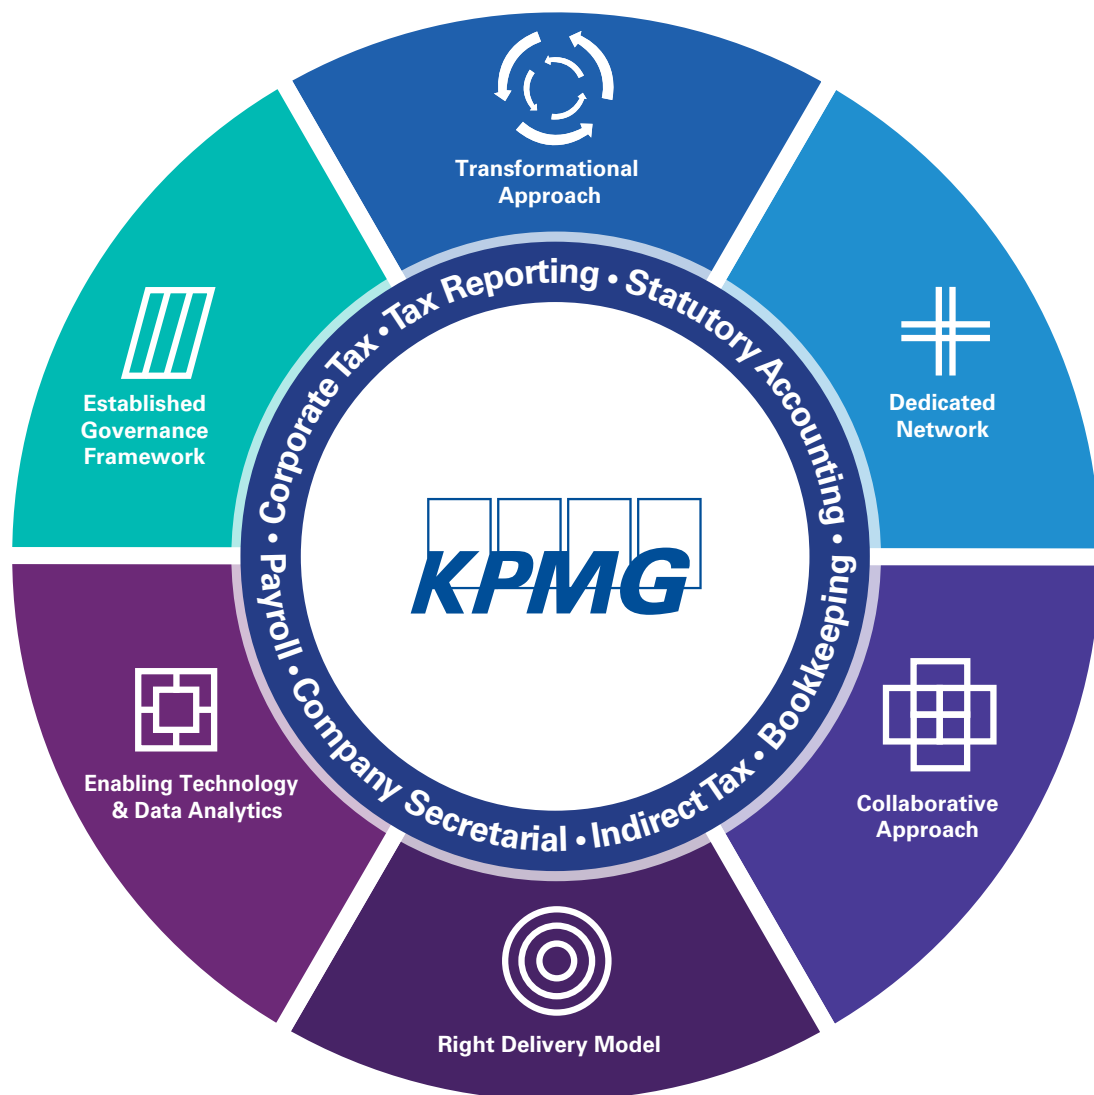 Transformational
Approach
Dedicated
Network
Collaborative
Approach
Right Delivery Model
Enabling Technology
& Data Analytics
Established
Governance
Framework
• Corporate Tax • Tax Reporting • Statutory Accounting •
Payroll • Company Secretarial • Indirect Tax • Bookkeeping
KPMG